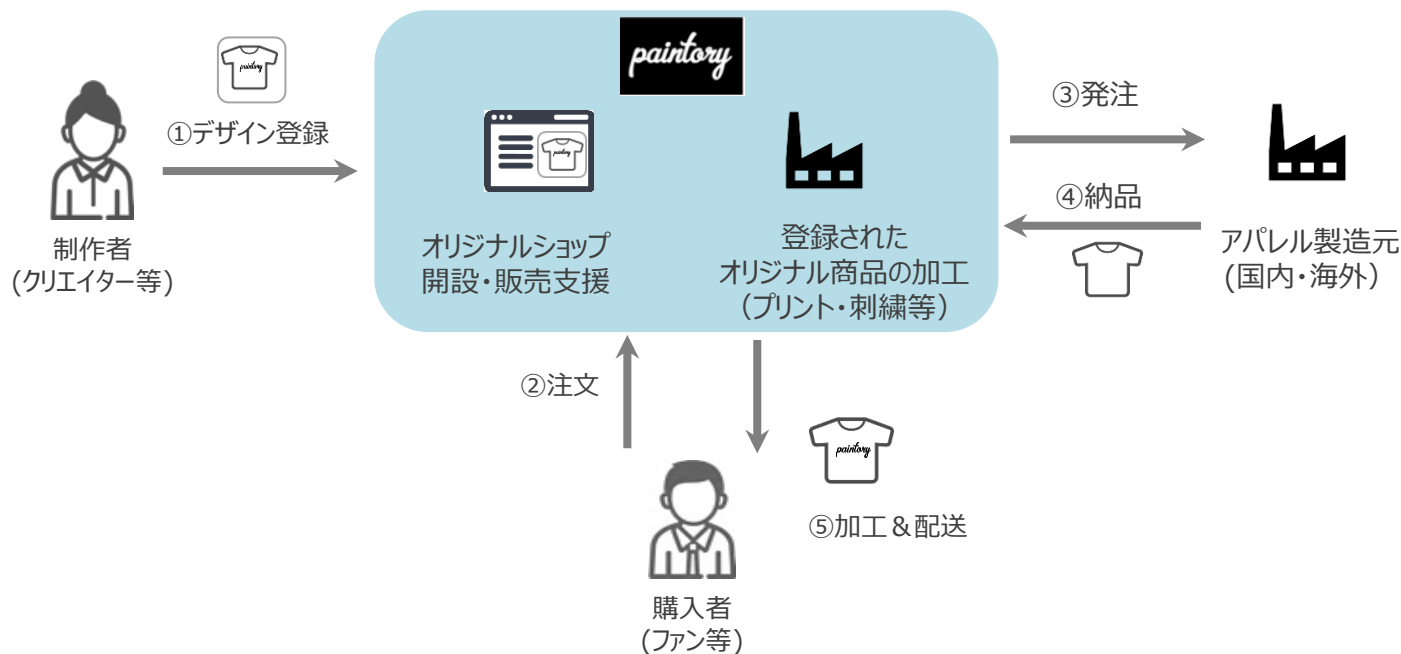 paintory
paintory
①デザイン登録
制作者
(クリエイター等)
paintory
オリジナルショップ
開設・販売支援
登録された
オリジナル商品の加工
（プリント・刺繍等）
③発注
④納品
アパレル製造元
(国内・海外）
②注文
paintory
⑤加工＆配送
購入者
(ファン等)